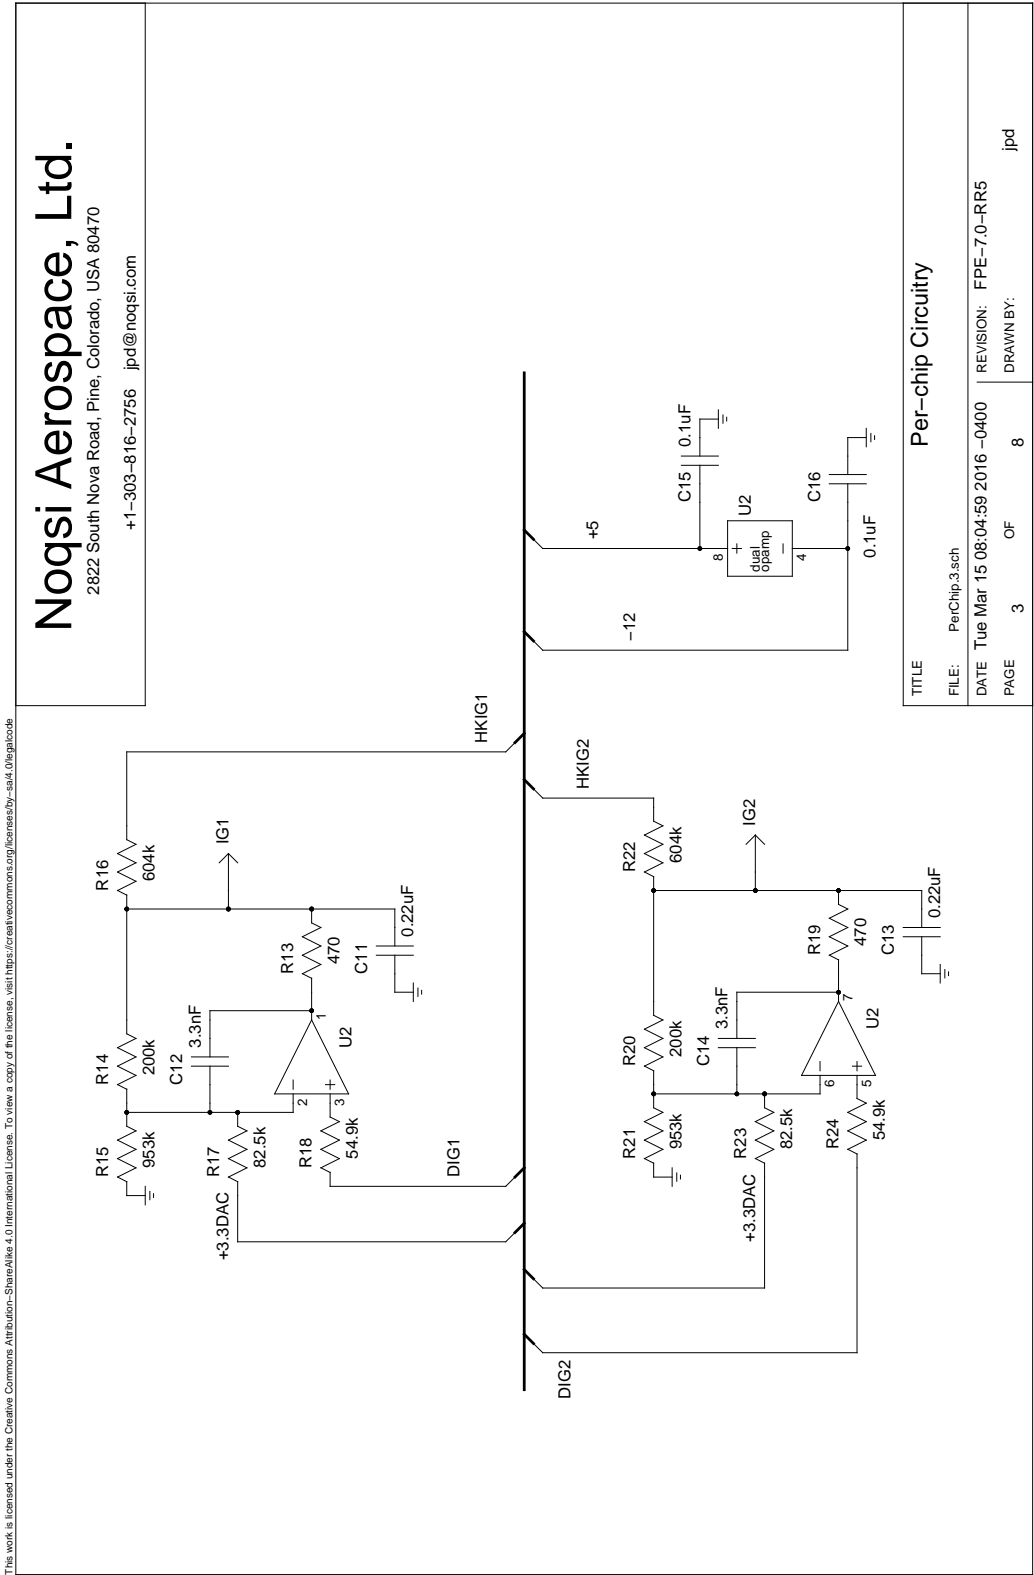 This work is licensed under the Creative Commons Attribution−ShareAlike 4.0 International License. To view a copy of the license, visit https://creativecommons.org/licenses/by−sa/4.0/legalcode
Noqsi Aerospace, Ltd.
2822 South Nova Road, Pine, Colorado, USA 80470
+1−303−816−2756 jpd@noqsi.com
R15
953k
R14
200k
R16
604k
C12
3.3nF
+3.3DAC
R17
82.5k
IG1
2
3
1
U2
R18
54.9k
R13
470
C11
0.22uF
DIG1
HKIG1
DIG2
HKIG2
−12
+5
R21
953k
R20
200k
R22
604k
C14
3.3nF
+3.3DAC
R23
82.5k
IG2
6
5
7
U2
R24
54.9k
R19
470
C13
0.22uF
C15
0.1uF
8
+
dual
opamp
−
4
U2
C16
0.1uF
TITLE
Per−chip Circuitry
FILE: PerChip.3.sch
DATE Tue Mar 15 08:04:59 2016 −0400
REVISION: FPE−7.0−RR5
PAGE 3 OF 8
DRAWN BY: jpd